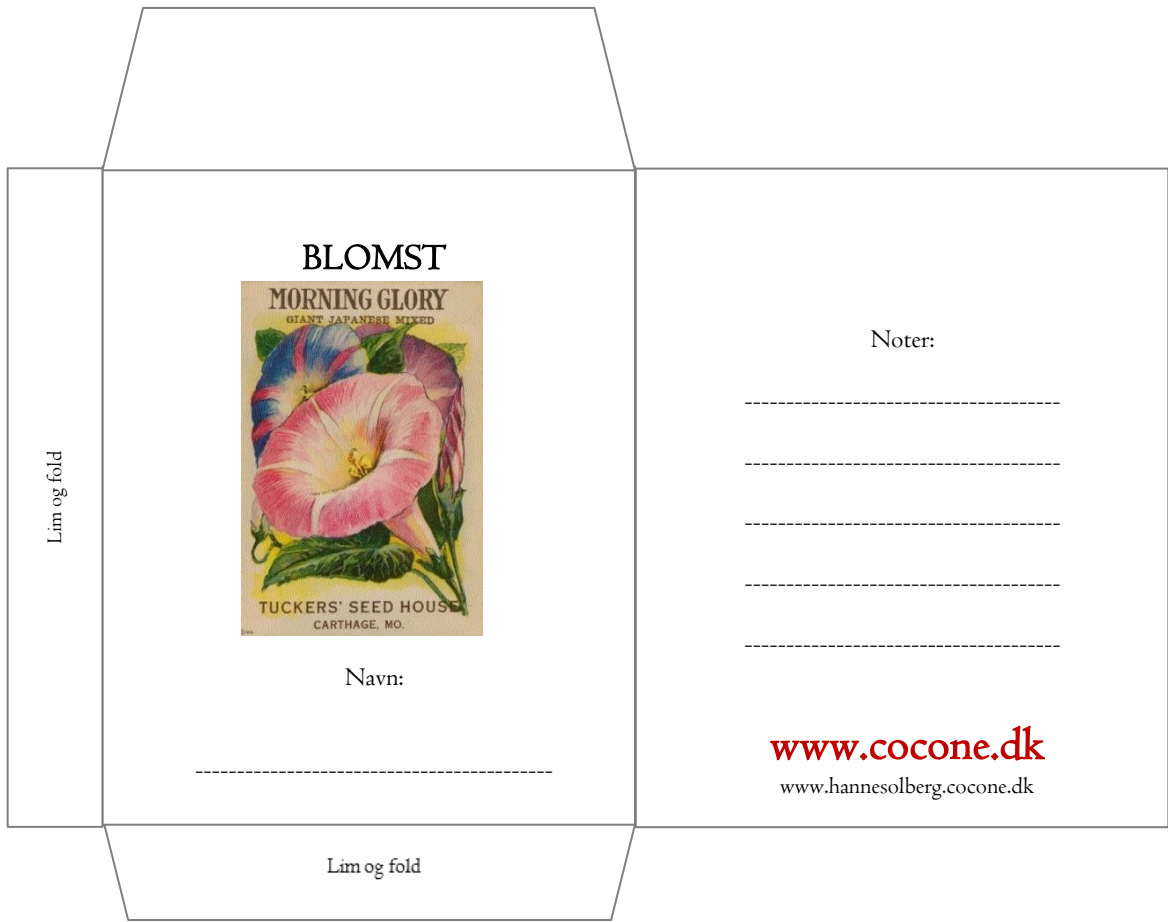 BLOMST
MORNING GLORY
GIANT JAPANESE MIXED
TUCKERS' SEED HOUSE
CARTHAGE, MO.
Navn:
Lim og fold
Lim og fold
Noter:
www.cocone.dk
www.hannesolberg.cocone.dk